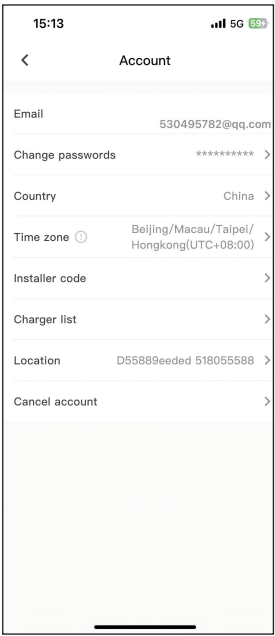 15:13
5G 59
Account
Email
530495782@qq.com
Change passwords **********
Country China
Time zone Beijing/Macau/Taipei/
Hongkong(UTC+08:00)
Installer code
Charger list
Location D55889eeded 518055588
Cancel account